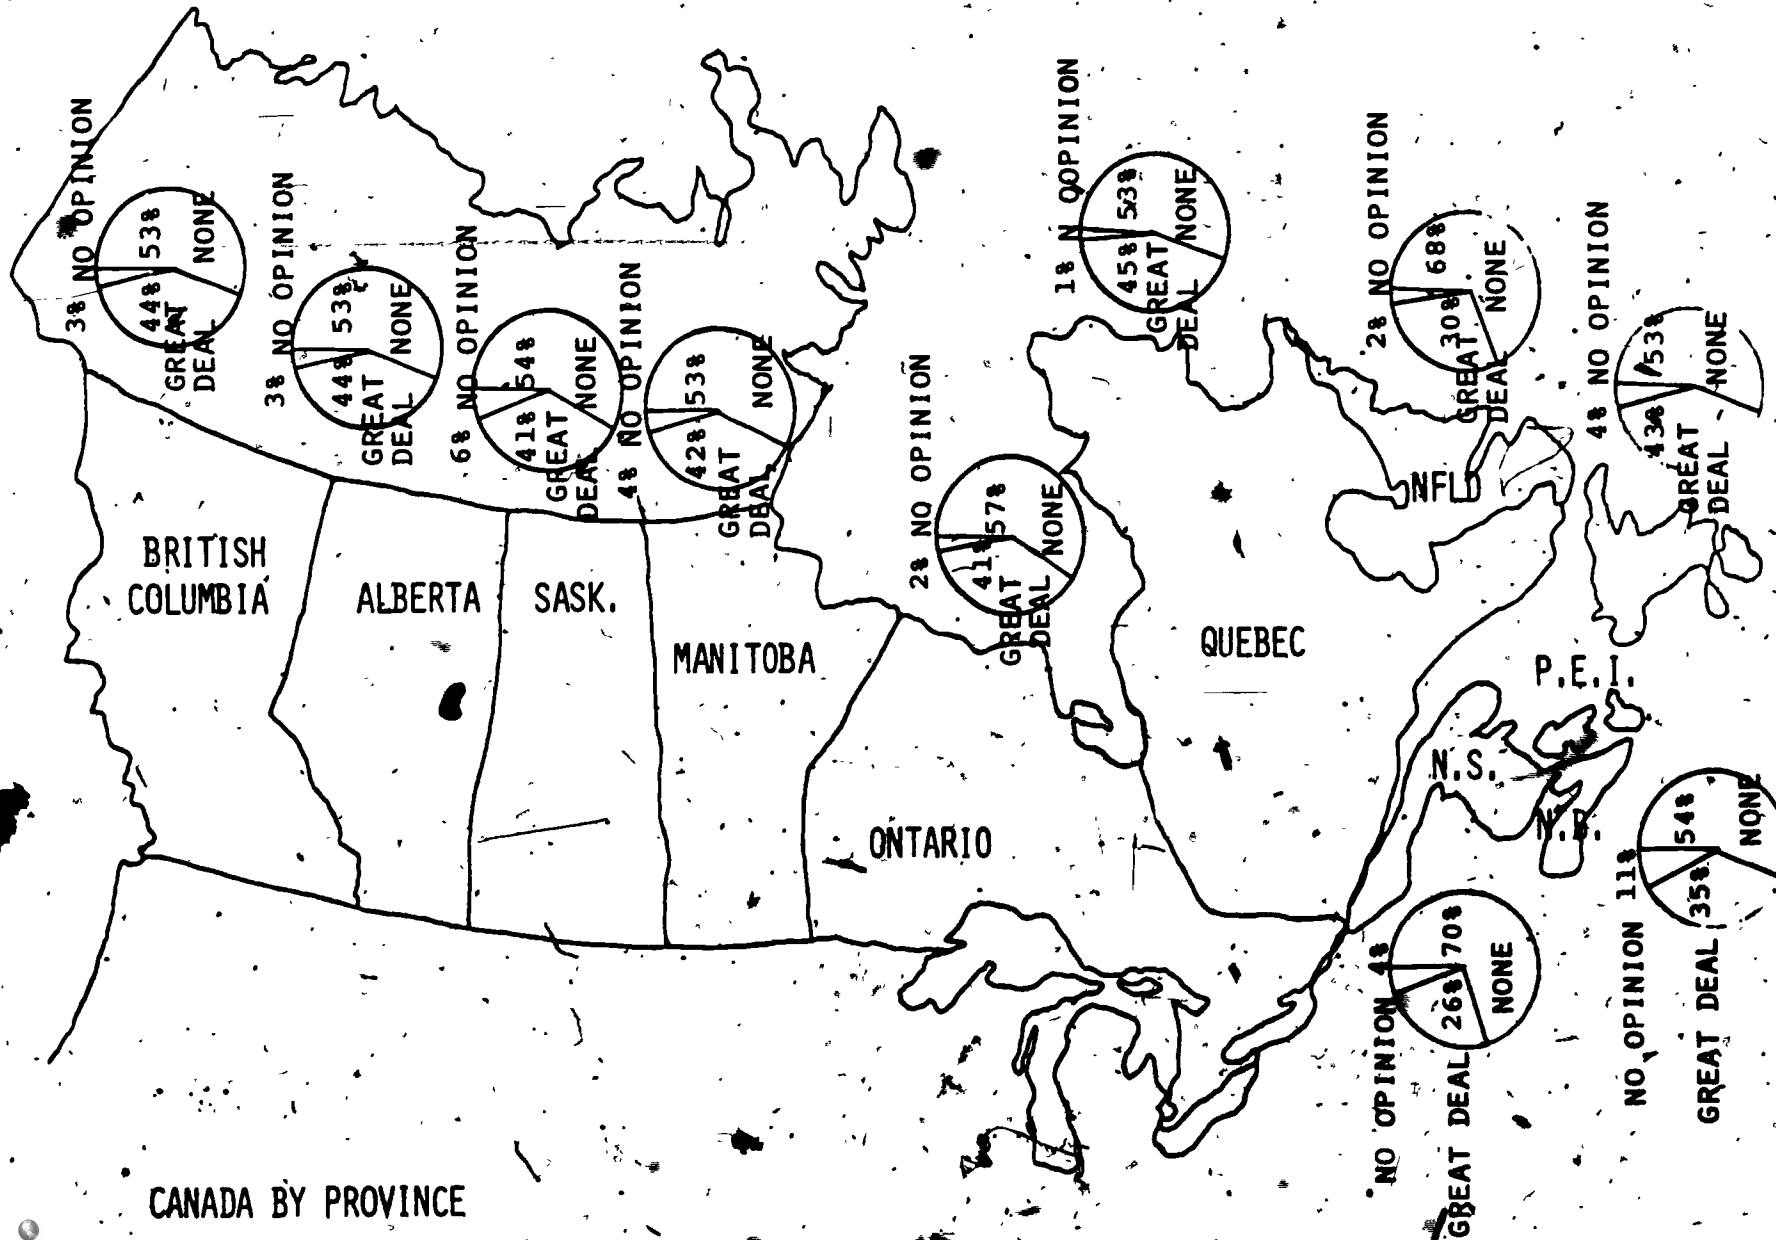 3% NO OPINION
44% 53%
GREAT
DEAL
NONE
3% NO OPINION
44% 53%
GREAT
DEAL
NONE
6% NO OPINION
41% 54%
GREAT
DEAL
NONE
4% NO OPINION
42% 53%
GREAT
DEAL
NONE
2% NO OPINION
41% 57%
GREAT
DEAL
NONE
1% N OOPINION
45% 53%
GREAT
DEAL
NONE
2% NO OPINION
30% 68%
GREAT
DEAL
NONE
4% NO OPINION
43% 53%
GREAT
DEAL
NONE
BRITISH
COLUMBIA
ALBERTA
SASK.
MANITOBA
ONTARIO
QUEBEC
NFLD
P.E.I.
N.S.
N.B.
NO OPINION 4%
GREAT DEAL 26% 70%
NONE
NO OPINION 11%
GREAT DEAL 35% 54%
NONE
CANADA BY PROVINCE